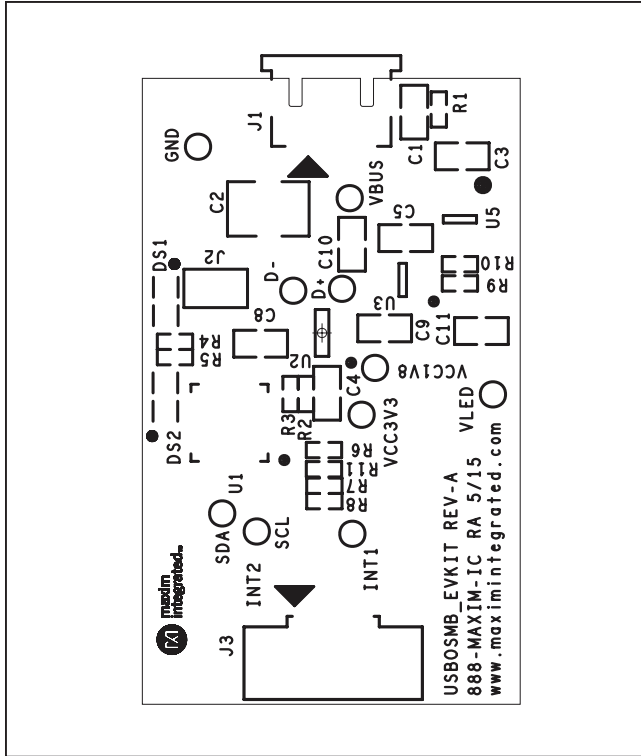 J1
R1
C1
C3
GND
VBUS
C2
U5
C5
C10
DS1
J2
D-
D+
R10
R9
U3
C8
C9
C11
R4
R5
U2
C4
VCC1V8
R3
R2
VCC3V3
VLED
DS2
R6
R11
R7
R8
U1
SDA
SCL
INT2
INT1
maxim
integrated™
J3
USBOSMB_EVKIT REV-A
888-MAXIM-IC RA 5/15
www.maximintegrated.com